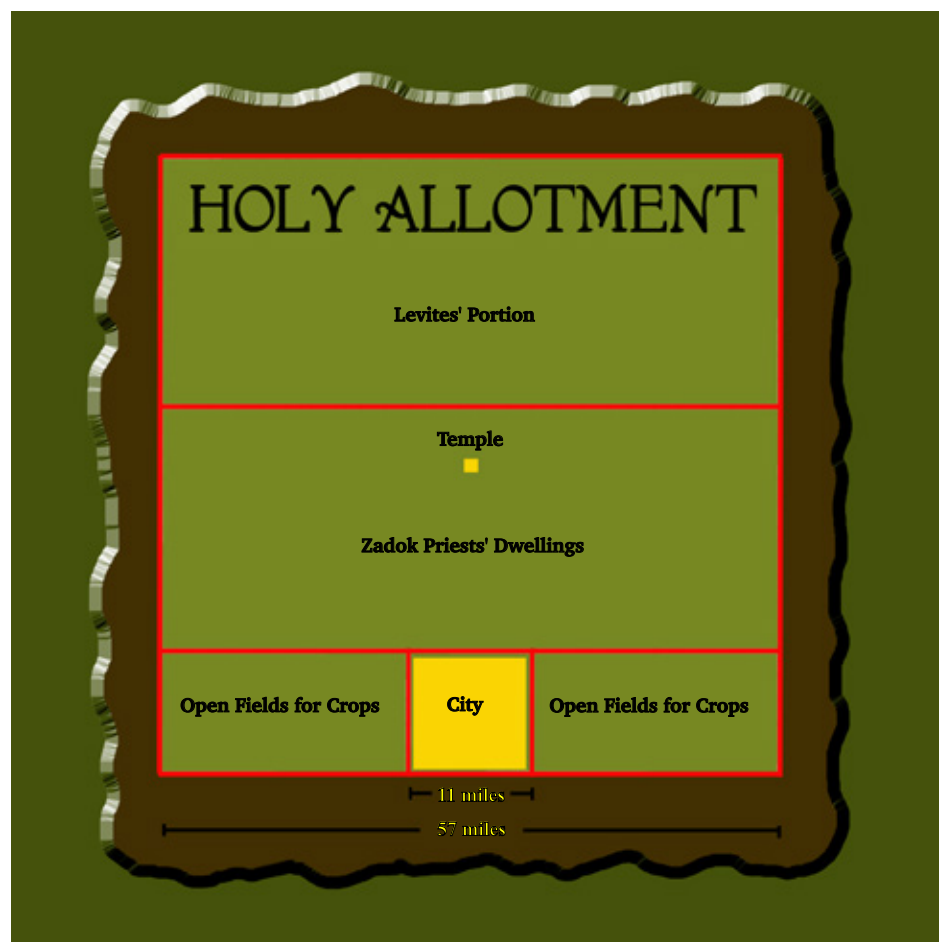 HOLY ALLOTMENT
Levites' Portion
Temple
Zadok Priests' Dwellings
Open Fields for Crops
City
Open Fields for Crops
11 miles
57 miles